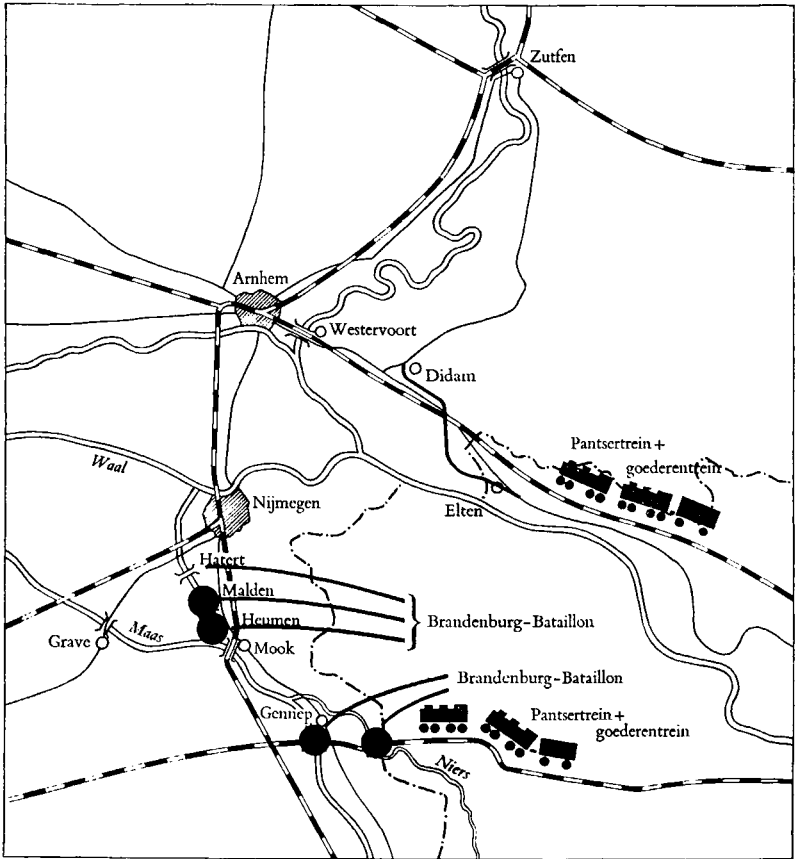 Zutfen
Arnhem
Westervoort
Didam
Pantsertrein +
goederentrein
Waal
Nijmegen
Elten
Hatert
Malden
Heumen
Brandenburg-Bataillon
Maas
Grave
Mook
Brandenburg-Bataillon
Gennep
Pantsertrein +
goederentrein
Niers